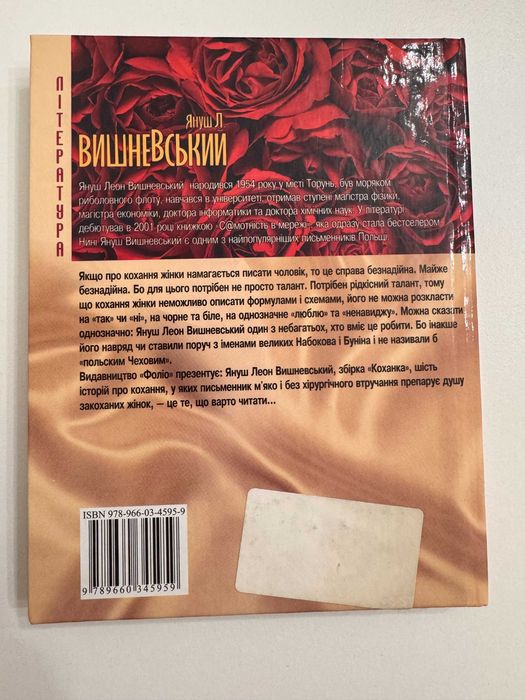 ЛІТЕРАТУРА
Януш Л.
ВИШНЕВСЬКИЙ
Януш Леон Вишневський народився 1954 року у місті Торунь, був моряком
риболовного флоту, навчався в університеті, отримав ступені магістра фізики,
магістра економіки, доктора інформатики та доктора хімічних наук. У літературі
дебютував в 2001 році книжкою «С@мотність в мережі», яка одразу стала бестселером.
Нині Януш Вишневський є одним з найпопулярніших письменників Польщі.
Якщо про кохання жінки намагається писати чоловік, то це справа безнадійна. Майже
безнадійна. Бо для цього потрібен не просто талант. Потрібен рідкісний талант, тому
що кохання жінки неможливо описати формулами і схемами, його не можна розкласти
на «так» чи «ні», на чорне та біле, на однозначне «люблю» та «ненавиджу». Можна сказати
однозначно: Януш Леон Вишневський один з небагатьох, хто вміє це робити. Бо інакше
його навряд чи ставили поруч з іменами великих Набокова і Буніна і не називали б
«польским Чеховим».
Видавництво «Фоліо» презентує: Януш Леон Вишневський, збірка «Коханка», шість
історій про кохання, у яких письменник м'яко і без хірургічного втручання препарує душу
закоханих жінок, — це те, що варто читати...
ISBN 978-966-03-4595-9
9 789660 345959